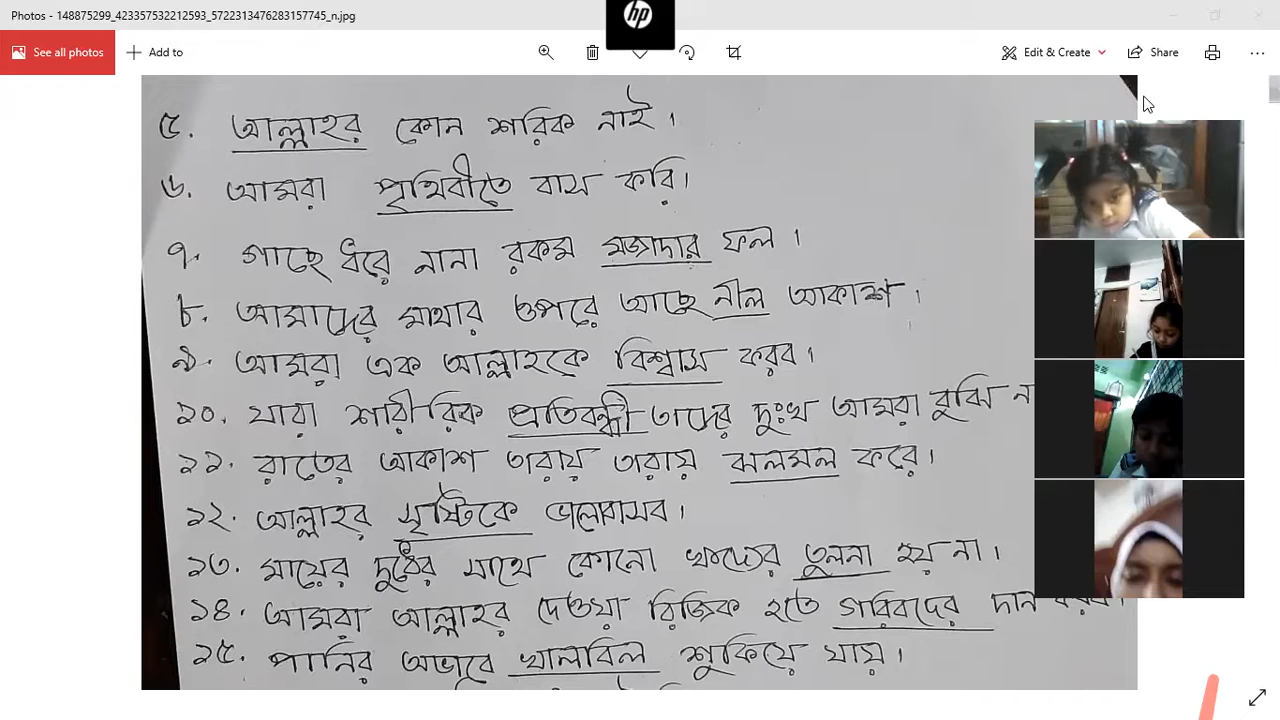 Photos - 148875299_423357532212593_5722313476283157745_n.jpg
hp
See all photos
Add to
Edit & Create
Share
৫. আল্লাহর কোন শরিক নাই।
৬. আমরা পৃথিবীতে বাস করি।
৭. গাছে ধরে নানা রকম মজাদার ফল।
৮. আমাদের মাথার ওপরে আছে নীল আকাশ।
৯. আমরা এক আল্লাহকে বিশ্বাস করব।
১০. যারা শারীরিক প্রতিবন্ধী তাদের দুঃখ আমরা বুঝি
১১. রাতের আকাশ তারায় তারায় ঝলমল করে।
১২. আল্লাহর সৃষ্টিকে ভালোবাসব।
১৩. মায়ের দুধের সাথে কোনো খাদ্যের তুলনা হয় না।
১৪. আমরা আল্লাহর দেওয়া রিজিক হতে গরিবদের দান করব।
১৫. পানির অভাবে খালবিল শুকিয়ে যায়।